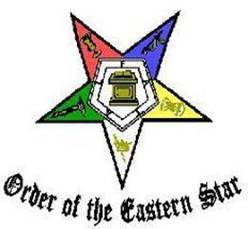 Order of the Eastern Star